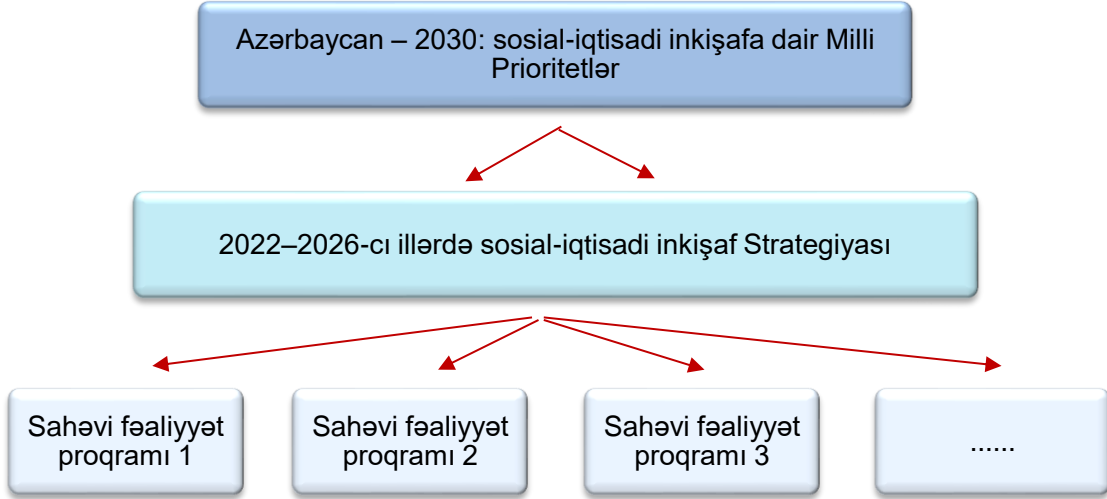 Azərbaycan – 2030: sosial-iqtisadi inkişafa dair Milli
Prioritetlər
2022–2026-cı illərdə sosial-iqtisadi inkişaf Strategiyası
Sahəvi fəaliyyət
proqramı 1
Sahəvi fəaliyyət
proqramı 2
Sahəvi fəaliyyət
proqramı 3
......